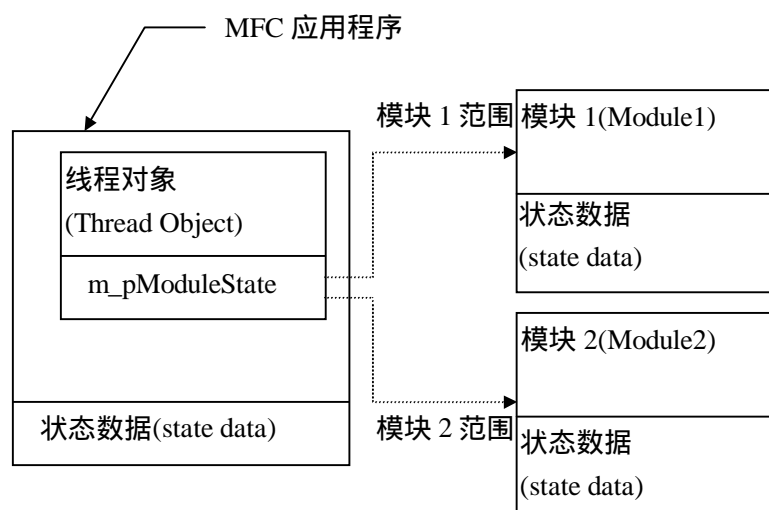 MFC 应用程序
线程对象
(Thread Object)
m_pModuleState
状态数据(state data)
模块 1 范围
模块 1(Module1)
状态数据
(state data)
模块 2(Module2)
模块 2 范围
状态数据
(state data)